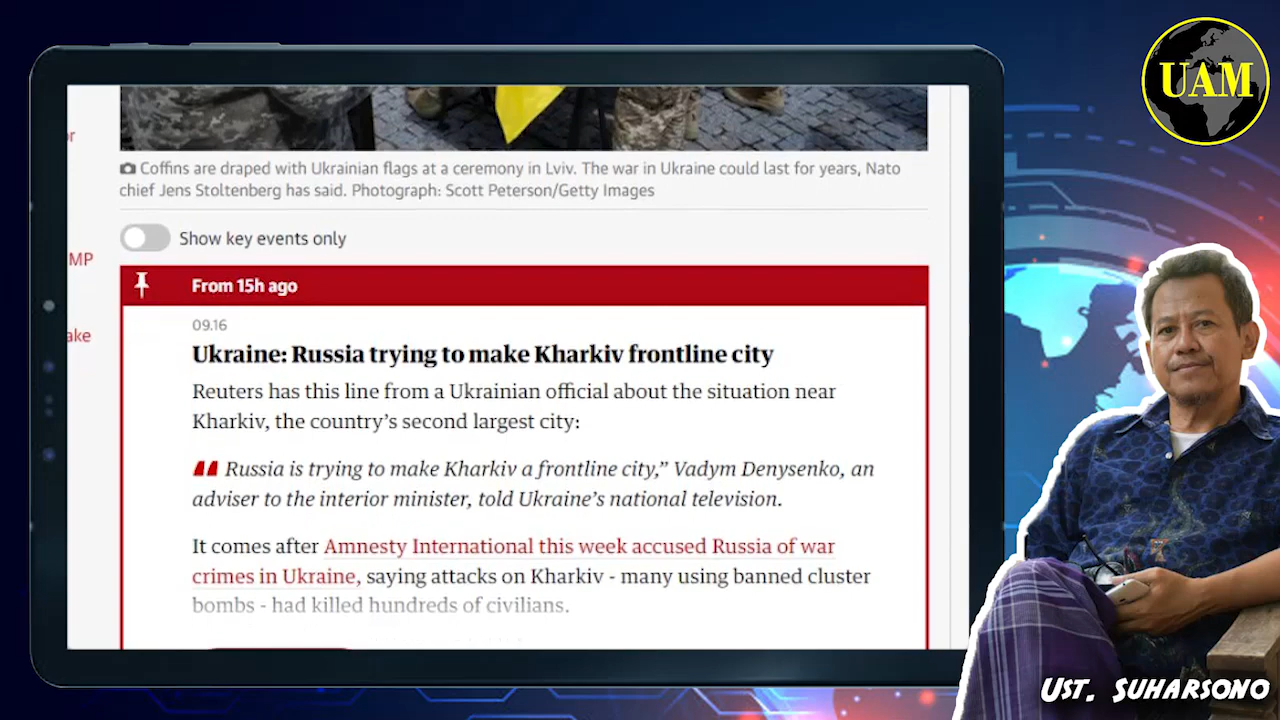 UAM
or
Coffins are draped with Ukrainian flags at a ceremony in Lviv. The war in Ukraine could last for years, Nato
chief Jens Stoltenberg has said. Photograph: Scott Peterson/Getty Images
Show key events only
MP
From 15h ago
09.16
ake
Ukraine: Russia trying to make Kharkiv frontline city
Reuters has this line from a Ukrainian official about the situation near
Kharkiv, the country’s second largest city:
Russia is trying to make Kharkiv a frontline city,” Vadym Denysenko, an
adviser to the interior minister, told Ukraine’s national television.
It comes after Amnesty International this week accused Russia of war
crimes in Ukraine, saying attacks on Kharkiv - many using banned cluster
bombs - had killed hundreds of civilians.
Ust. Suharsono